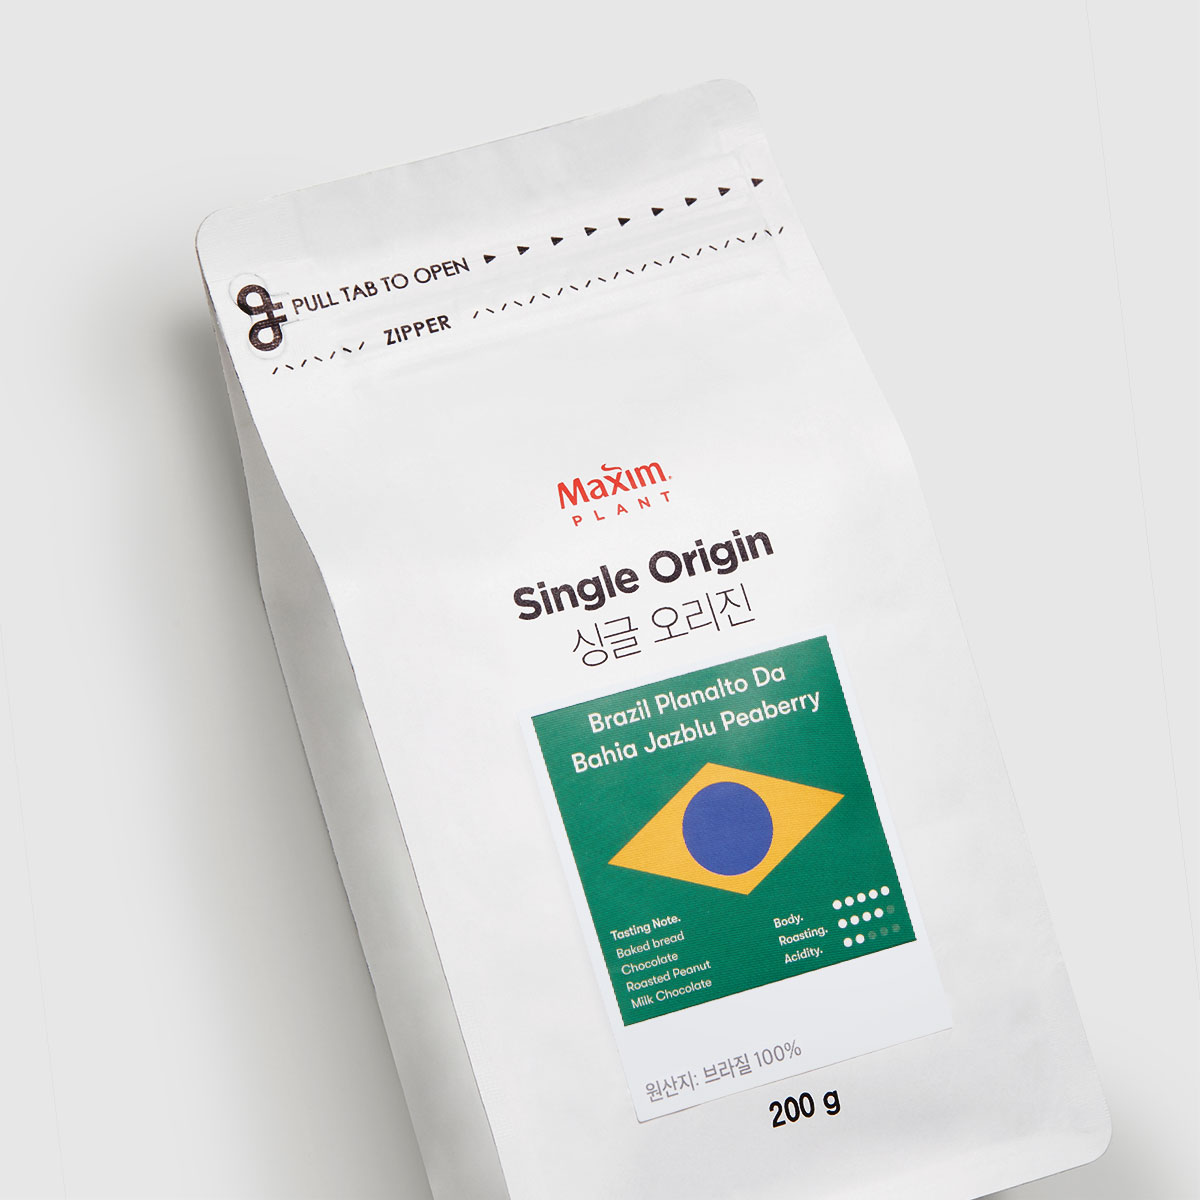 PULL TAB TO OPEN
ZIPPER
Maxim
PLANT
Single Origin
싱글 오리진
Brazil Planalto Da
Bahia Jazblu Peaberry
Tasting Note.
Baked bread
Chocolate
Roasted Peanut
Milk Chocolate
Body.
Roasting.
Acidity.
원산지: 브라질 100%
200 g